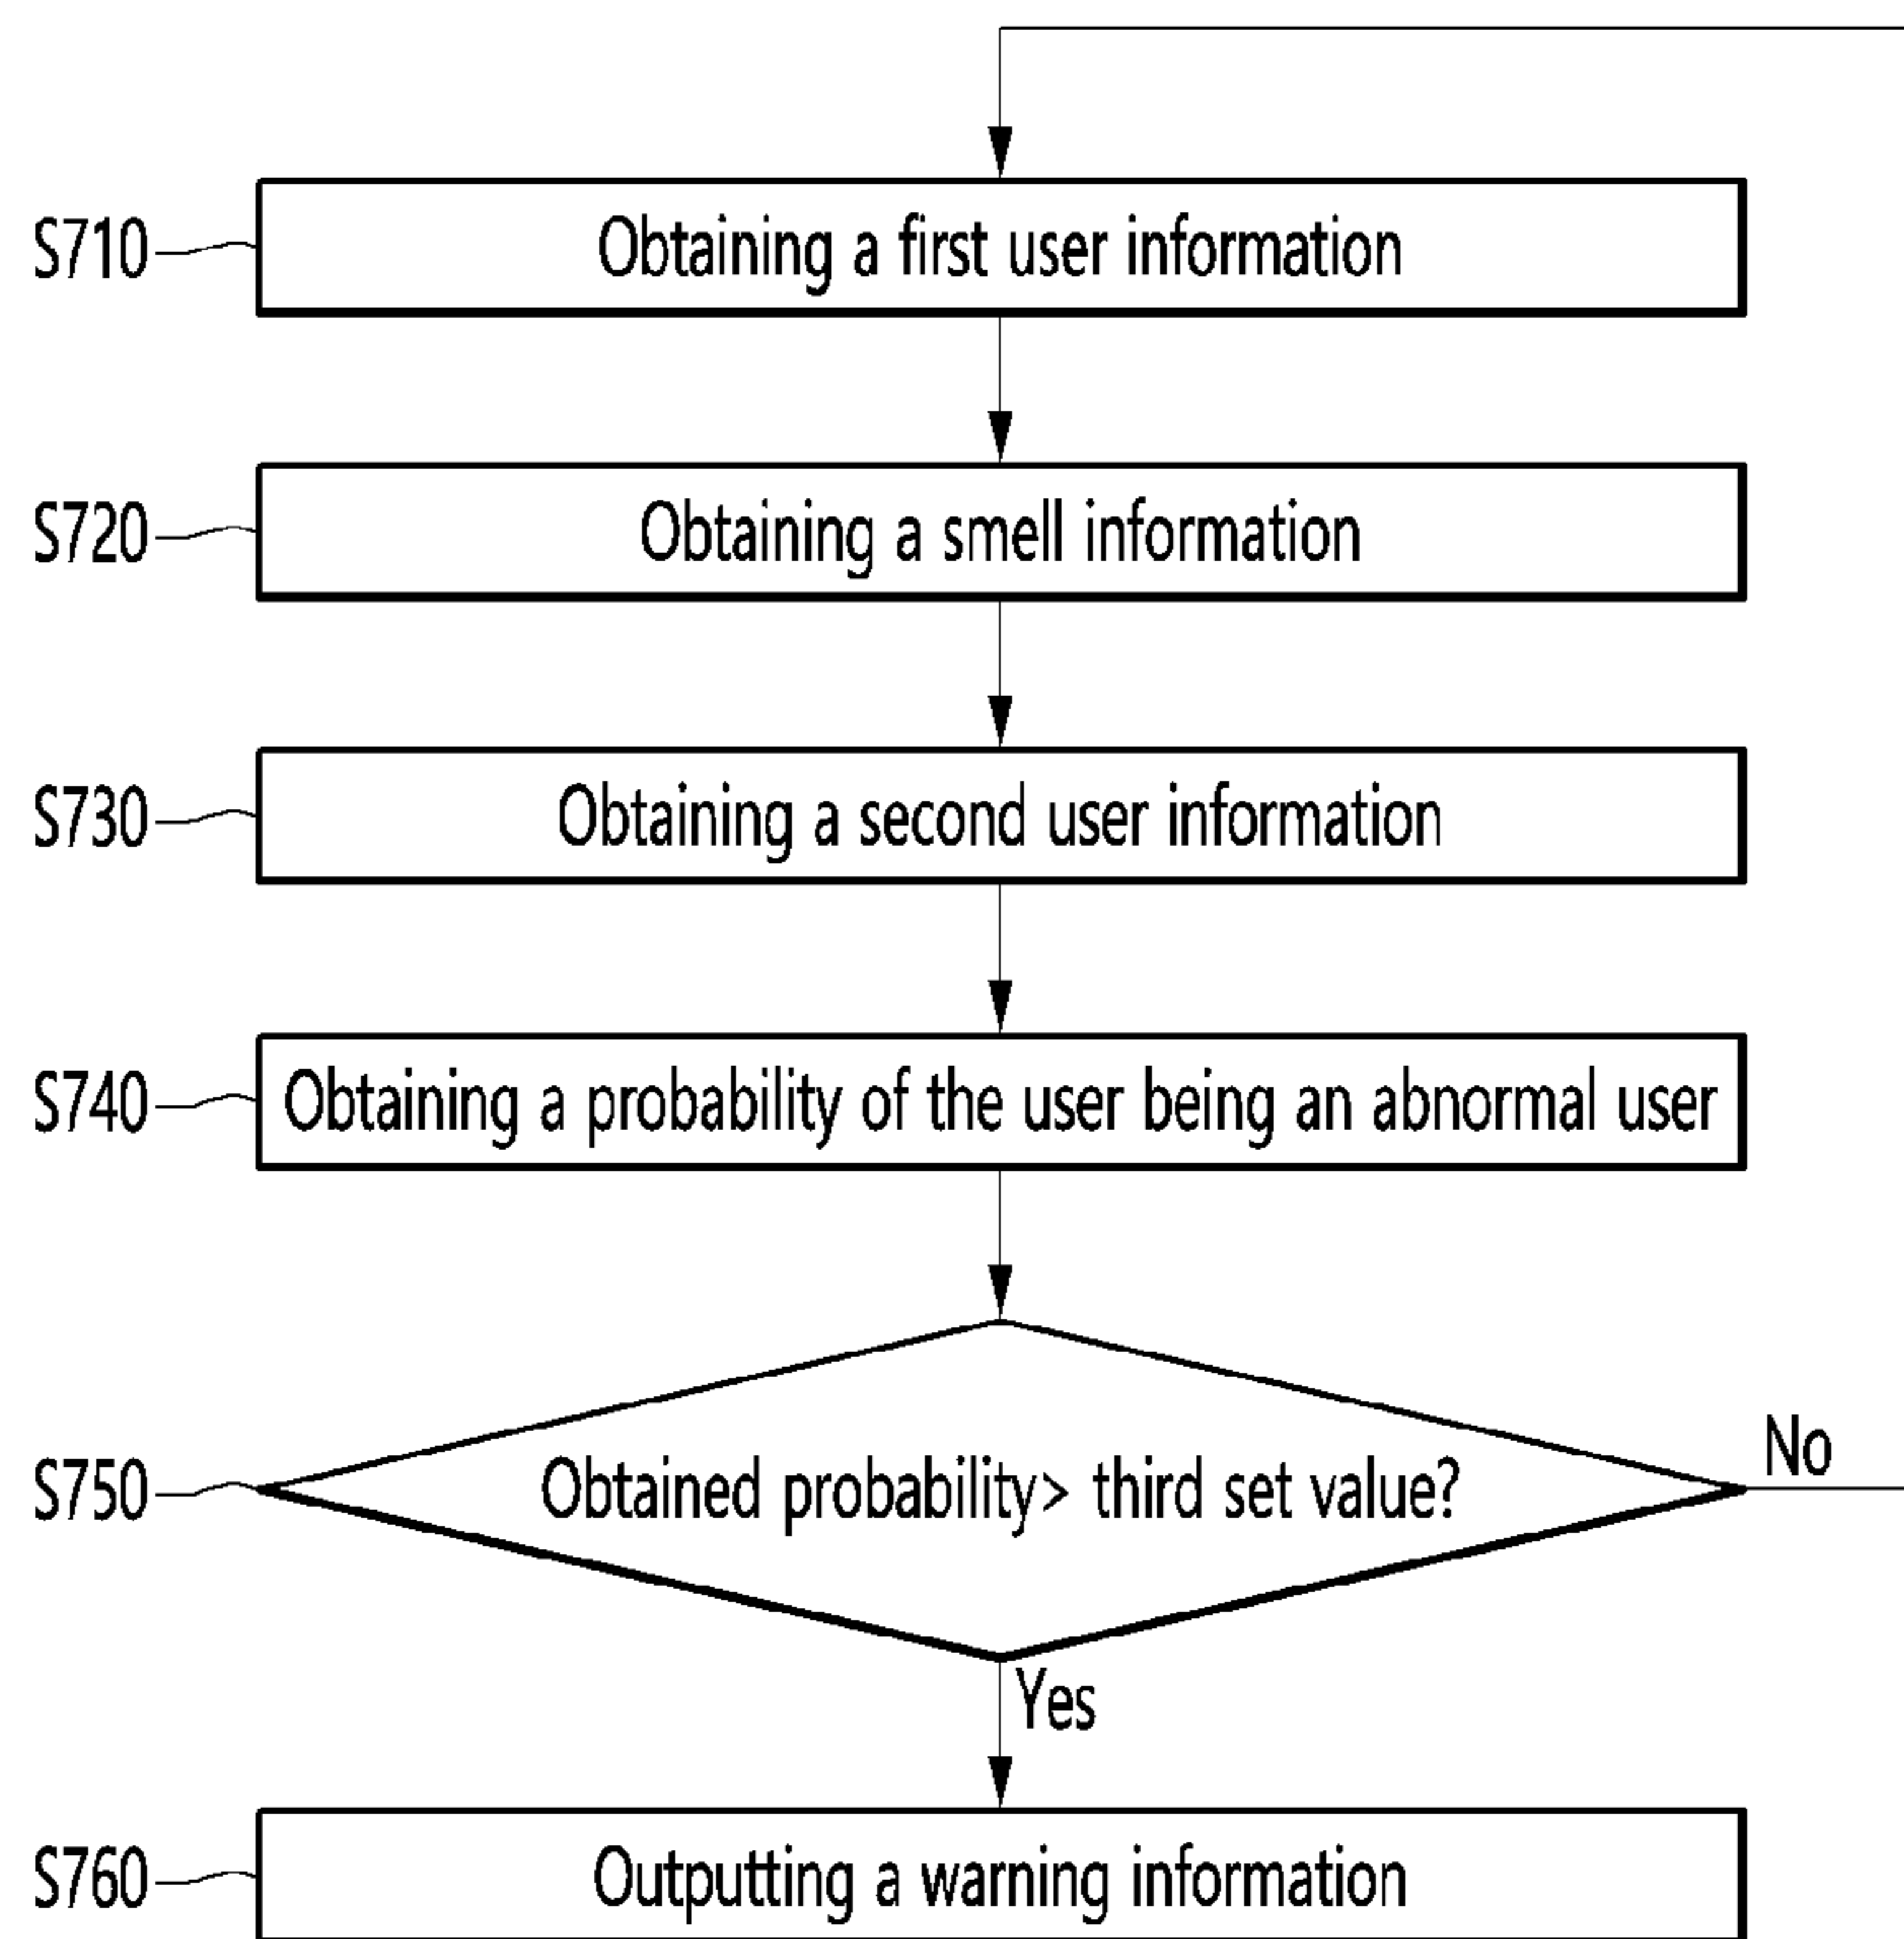 S710 Obtaining a first user information
S720 Obtaining a smell information
S730 Obtaining a second user information
S740 Obtaining a probability of the user being an abnormal user
S750 Obtained probability> third set value? No
Yes
S760 Outputting a warning information